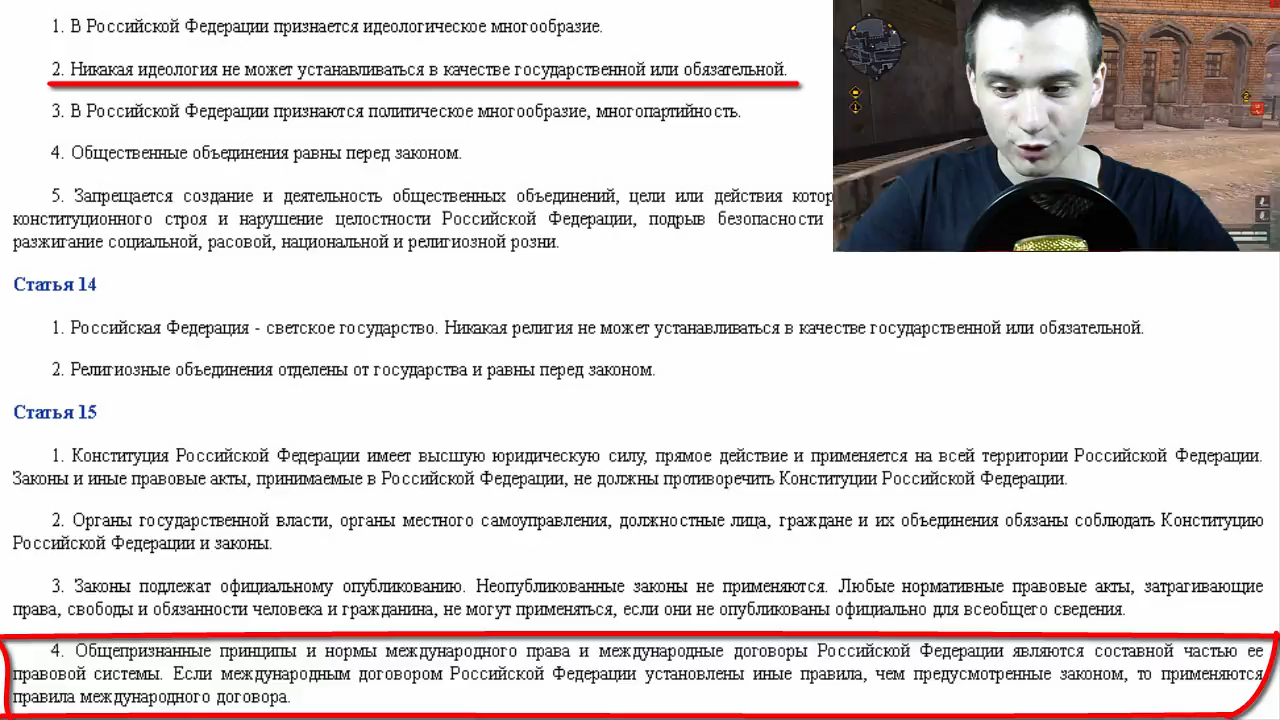 1. В Российской Федерации признается идеологическое многообразие.
2. Никакая идеология не может устанавливаться в качестве государственной или обязательной.
3. В Российской Федерации признаются политическое многообразие, многопартийность.
4. Общественные объединения равны перед законом.
5. Запрещается создание и деятельность общественных объединений, цели или действия котор
конституционного строя и нарушение целостности Российской Федерации, подрыв безопасности
разжигание социальной, расовой, национальной и религиозной розни.
Статья 14
1. Российская Федерация - светское государство. Никакая религия не может устанавливаться в качестве государственной или обязательной.
2. Религиозные объединения отделены от государства и равны перед законом.
Статья 15
1. Конституция Российской Федерации имеет высшую юридическую силу, прямое действие и применяется на всей территории Российской Федерации.
Законы и иные правовые акты, принимаемые в Российской Федерации, не должны противоречить Конституции Российской Федерации.
2. Органы государственной власти, органы местного самоуправления, должностные лица, граждане и их объединения обязаны соблюдать Конституцию
Российской Федерации и законы.
3. Законы подлежат официальному опубликованию. Неопубликованные законы не применяются. Любые нормативные правовые акты, затрагивающие
права, свободы и обязанности человека и гражданина, не могут применяться, если они не опубликованы официально для всеобщего сведения.
4. Общепризнанные принципы и нормы международного права и международные договоры Российской Федерации являются составной частью ее
правовой системы. Если международным договором Российской Федерации установлены иные правила, чем предусмотренные законом, то применяются
правила международного договора.